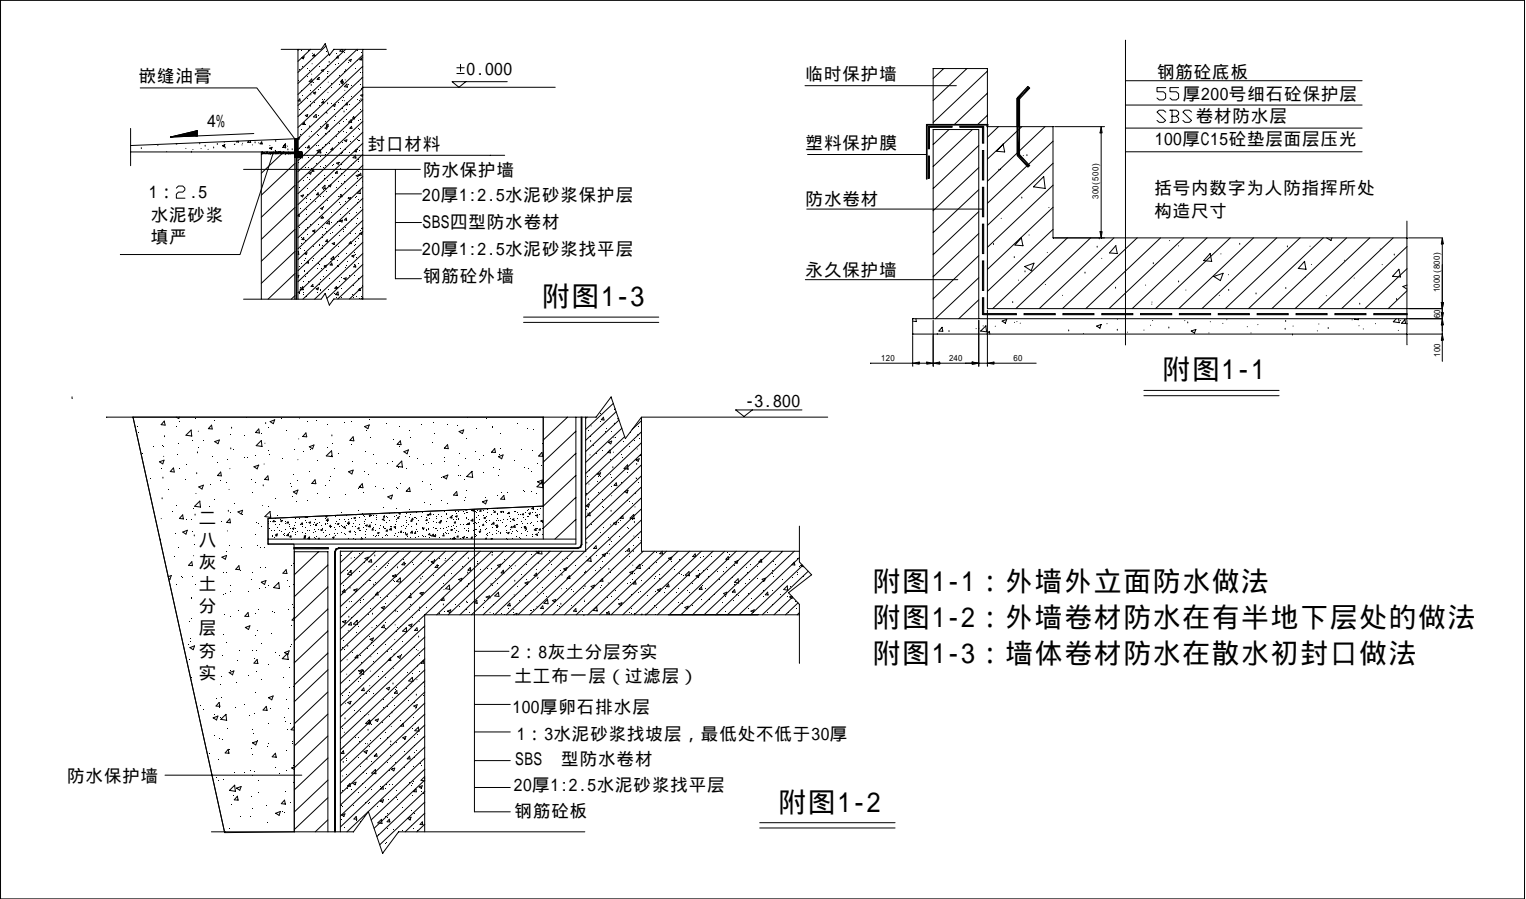 嵌缝油膏
4%
±0.000
封口材料
防水保护墙
20厚1:2.5水泥砂浆保护层
SBS四型防水卷材
20厚1:2.5水泥砂浆找平层
钢筋砼外墙
1:2.5
水泥砂浆
填严
附图1-3
临时保护墙
塑料保护膜
防水卷材
永久保护墙
钢筋砼底板
55厚200号细石砼保护层
SBS卷材防水层
100厚C15砼垫层面层压光
括号内数字为人防指挥所处
构造尺寸
300(500)
1000(800)
60
100
120
240
60
附图1-1
-3.800
二八灰土分层夯实
防水保护墙
2:8灰土分层夯实
土工布一层(过滤层)
100厚卵石排水层
1:3水泥砂浆找坡层,最低处不低于30厚
SBS 型防水卷材
20厚1:2.5水泥砂浆找平层
钢筋砼板
附图1-2
附图1-1:外墙外立面防水做法
附图1-2:外墙卷材防水在有半地下层处的做法
附图1-3:墙体卷材防水在散水初封口做法